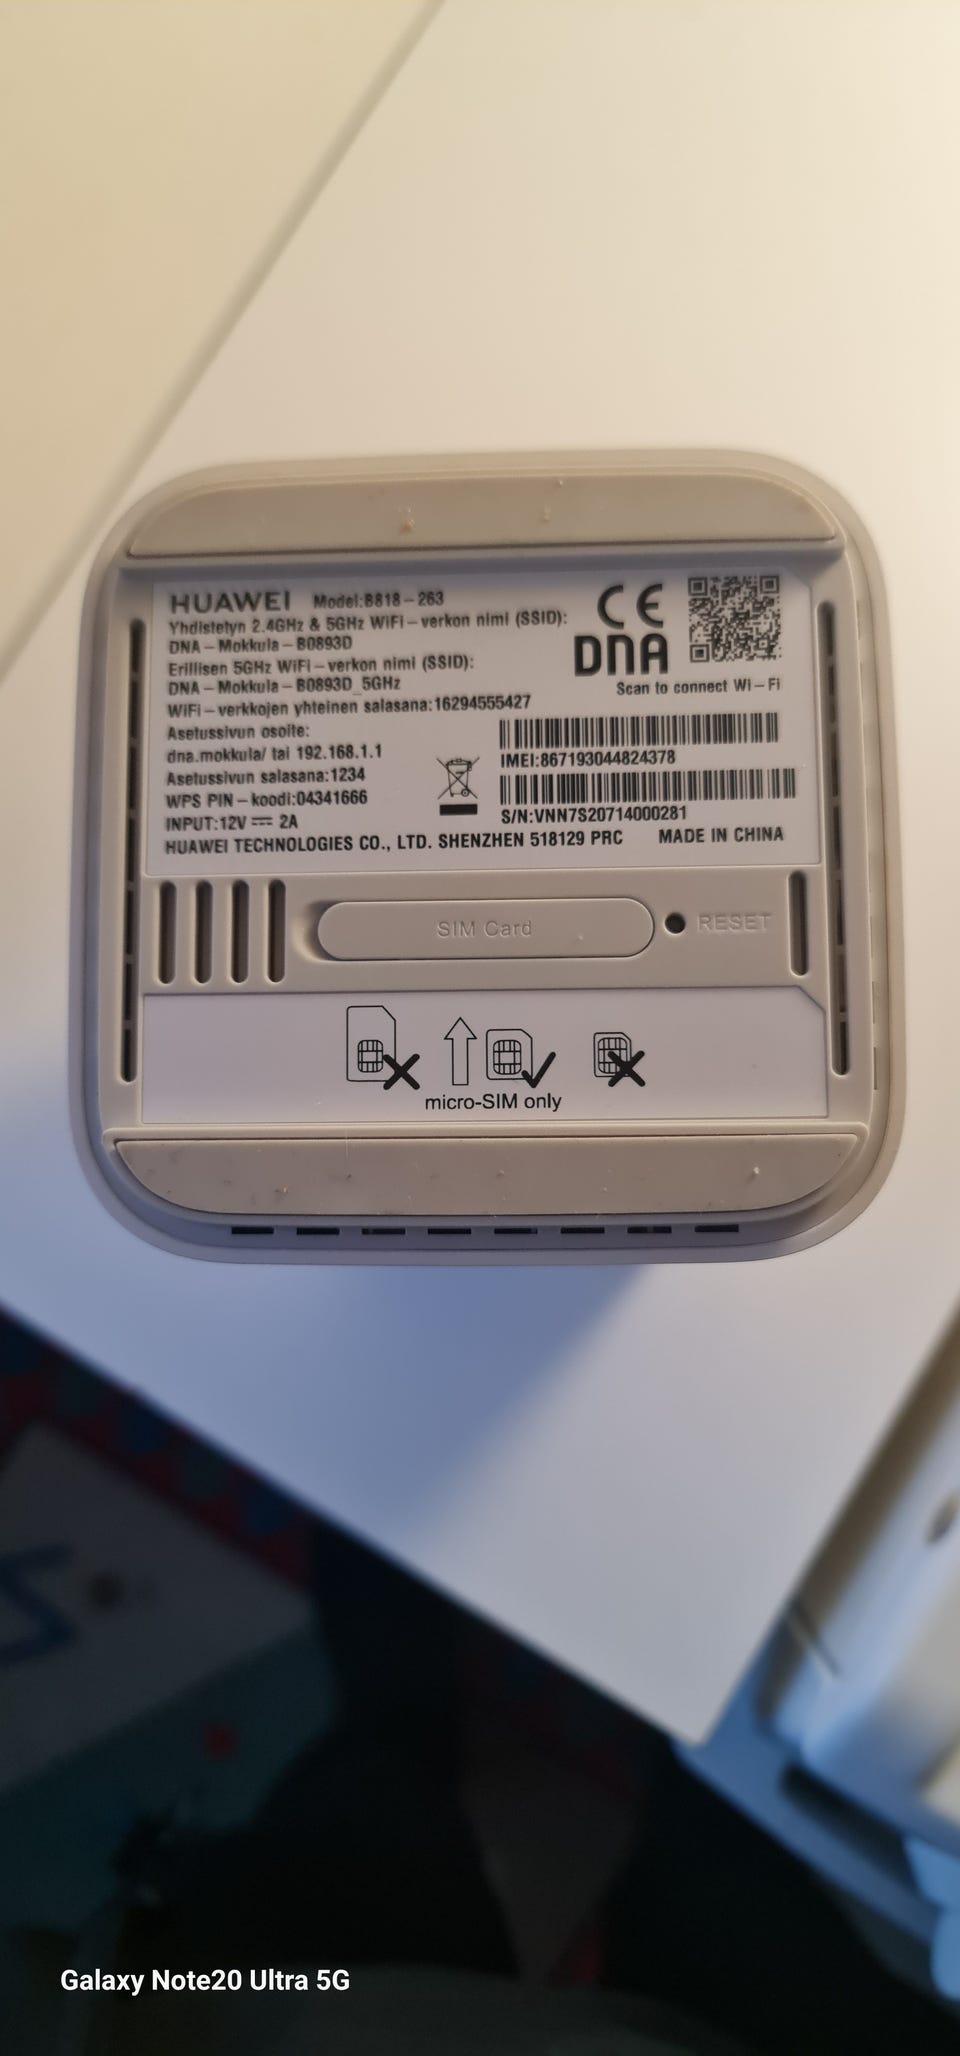 HUAWEI Model:B818-263
Yhdistetyn 2.4GHz & 5GHz WiFi-verkon nimi (SSID):
DNA-Mokkula-B0893D
Erillisen 5GHz WiFi-verkon nimi (SSID):
DNA-Mokkula-B0893D_5GHz
WiFi-verkkojen yhteinen salasana:16294555427
Asetussivun osoite:
dna.mokkula/ tai 192.168.1.1
Asetussivun salasana:1234
WPS PIN-koodi:04341666
INPUT:12V 2A
HUAWEI TECHNOLOGIES CO., LTD. SHENZHEN 518129 PRC MADE IN CHINA
CE
DNA
Scan to connect Wi-Fi
IMEI:867193044824378
S/N:VNN7S20714000281
SIM Card
RESET
micro-SIM only
Galaxy Note20 Ultra 5G